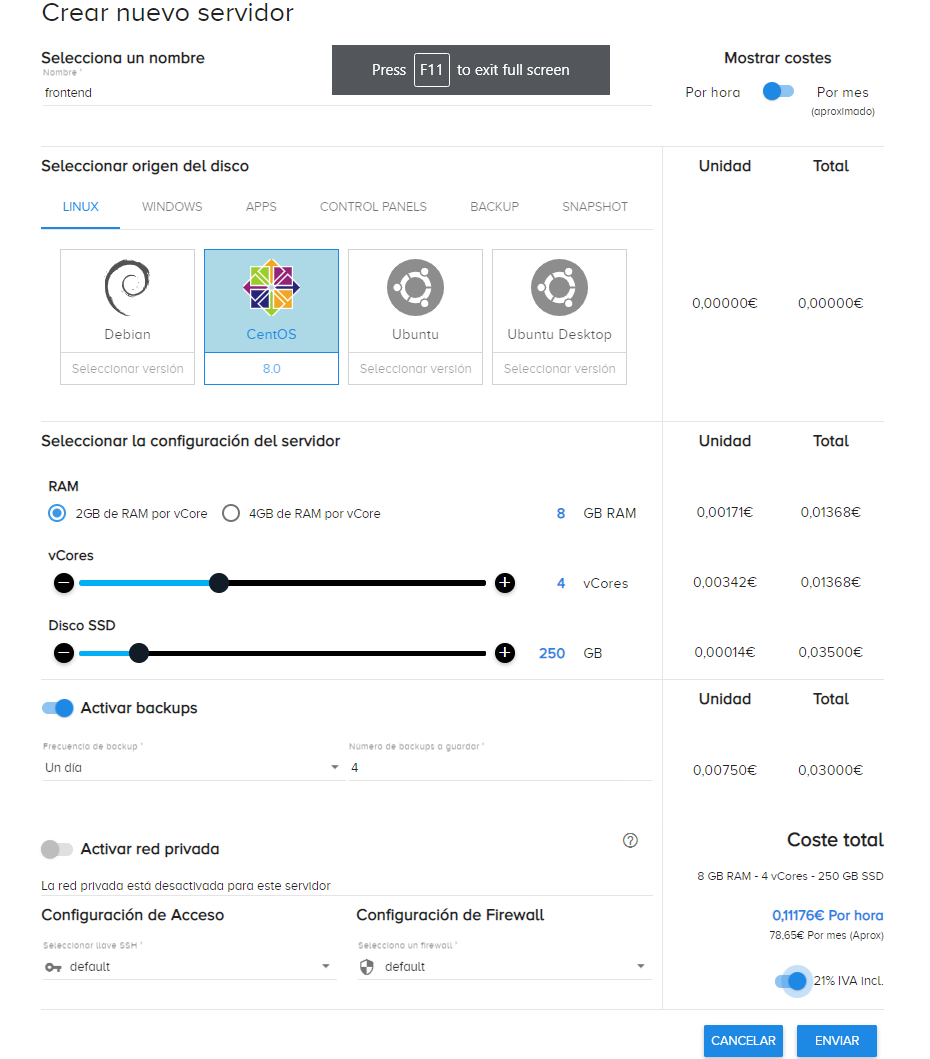 Crear nuevo servidor
Selecciona un nombre
Nombre *
frontend
Press F11 to exit full screen
Mostrar costes
Por hora
Por mes
(aproximado)
Seleccionar origen del disco
Unidad
Total
LINUX
WINDOWS
APPS
CONTROL PANELS
BACKUP
SNAPSHOT
Debian
Seleccionar versión
CentOS
8.0
Ubuntu
Seleccionar versión
Ubuntu Desktop
Seleccionar versión
0,00000€
0,00000€
Seleccionar la configuración del servidor
Unidad
Total
RAM
2GB de RAM por vCore
4GB de RAM por vCore
8 GB RAM
0,00171€
0,01368€
vCores
4 vCores
0,00342€
0,01368€
Disco SSD
250 GB
0,00014€
0,03500€
Activar backups
Unidad
Total
Frecuencia de backup *
Un día
Número de backups a guardar *
4
0,00750€
0,03000€
Activar red privada
La red privada está desactivada para este servidor
Coste total
8 GB RAM - 4 vCores - 250 GB SSD
0,11176€ Por hora
78,65€ Por mes (Aprox)
21% IVA incl.
Configuración de Acceso
Seleccionar llave SSH *
default
Configuración de Firewall
Selecciona un firewall *
default
CANCELAR
ENVIAR